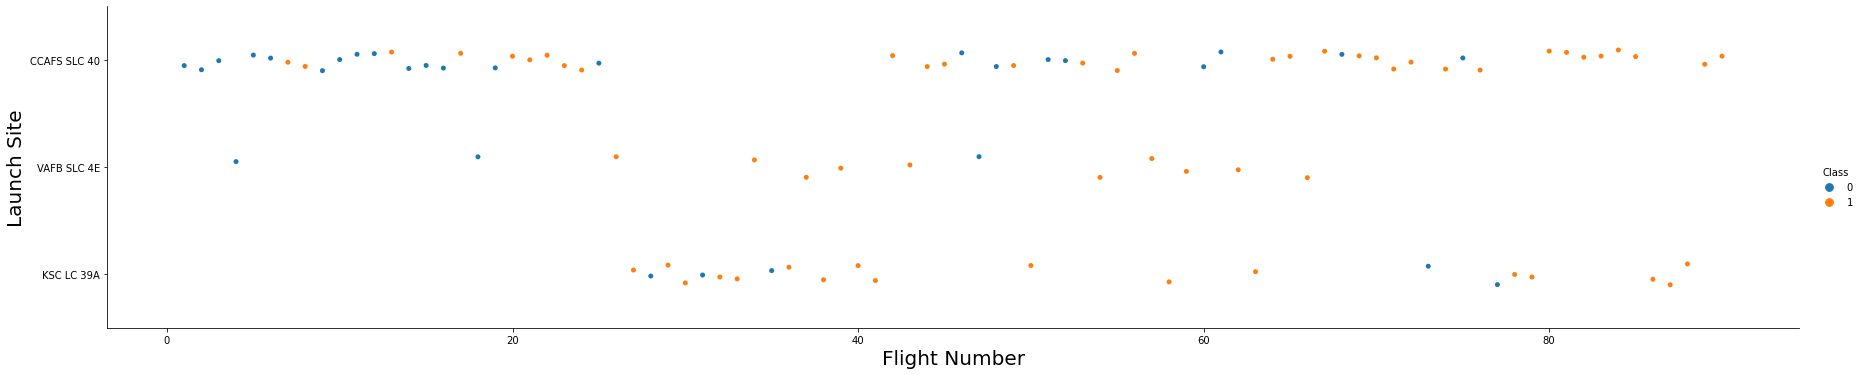 Launch Site
CCAFS SLC 40
VAFB SLC 4E
KSC LC 39A
0
20
40
60
80
Flight Number
Class
0
1